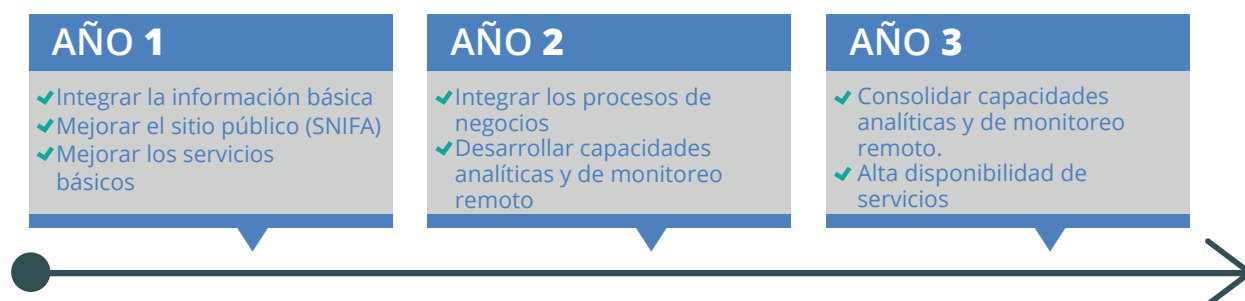 AÑO 1
Integrar la información básica
Mejorar el sitio público (SNIFA)
Mejorar los servicios
básicos
AÑO 2
Integrar los procesos de
negocios
Desarrollar capacidades
analíticas y de monitoreo
remoto
AÑO 3
Consolidar capacidades
analíticas y de monitoreo
remoto.
Alta disponibilidad de
servicios